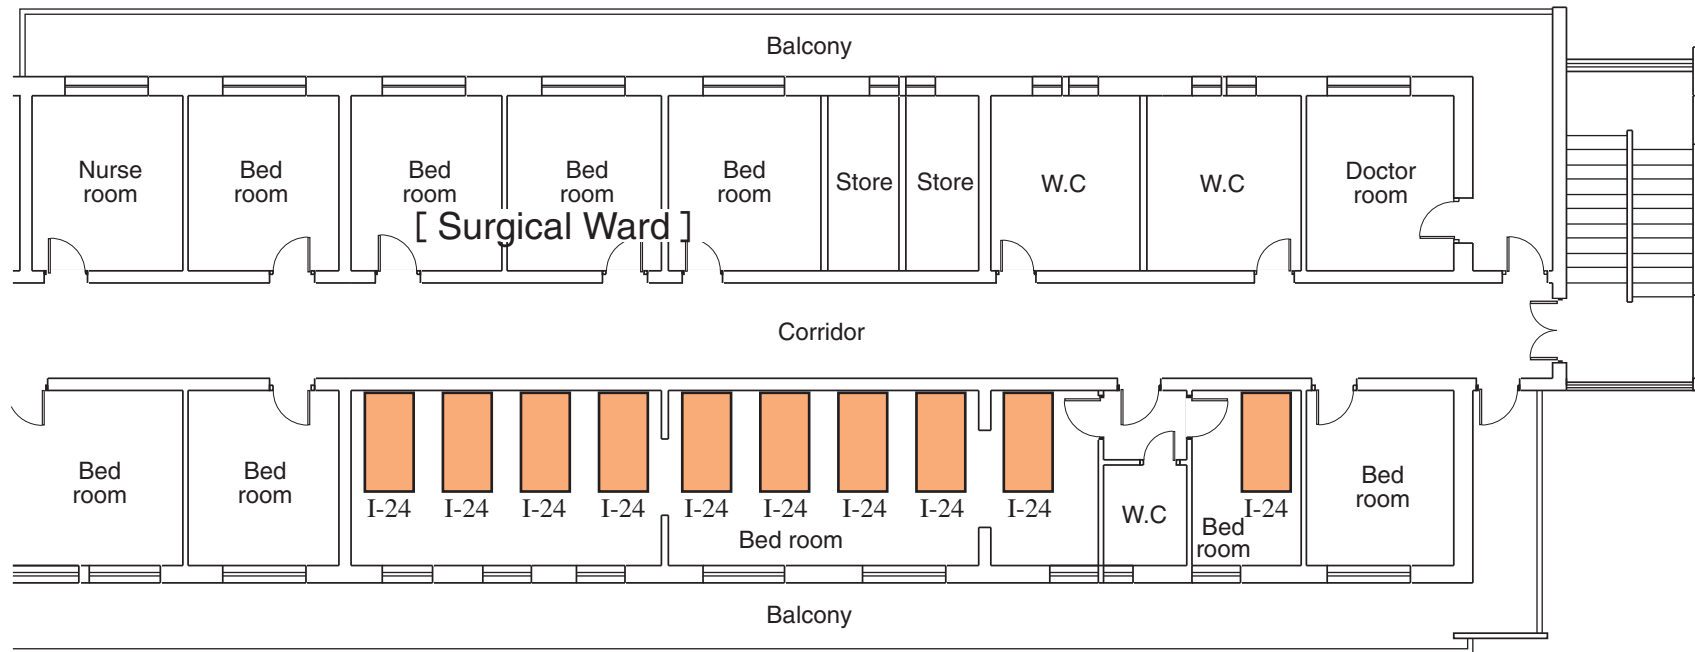 Balcony
Nurse
room
Bed
room
Bed
room
Bed
room
Bed
room
Store
Store
W.C
W.C
Doctor
room
[ Surgical Ward ]
Corridor
Bed
room
Bed
room
I-24
I-24
I-24
I-24
I-24
I-24
I-24
I-24
I-24
Bed room
W.C
I-24
Bed
room
Bed
room
Balcony